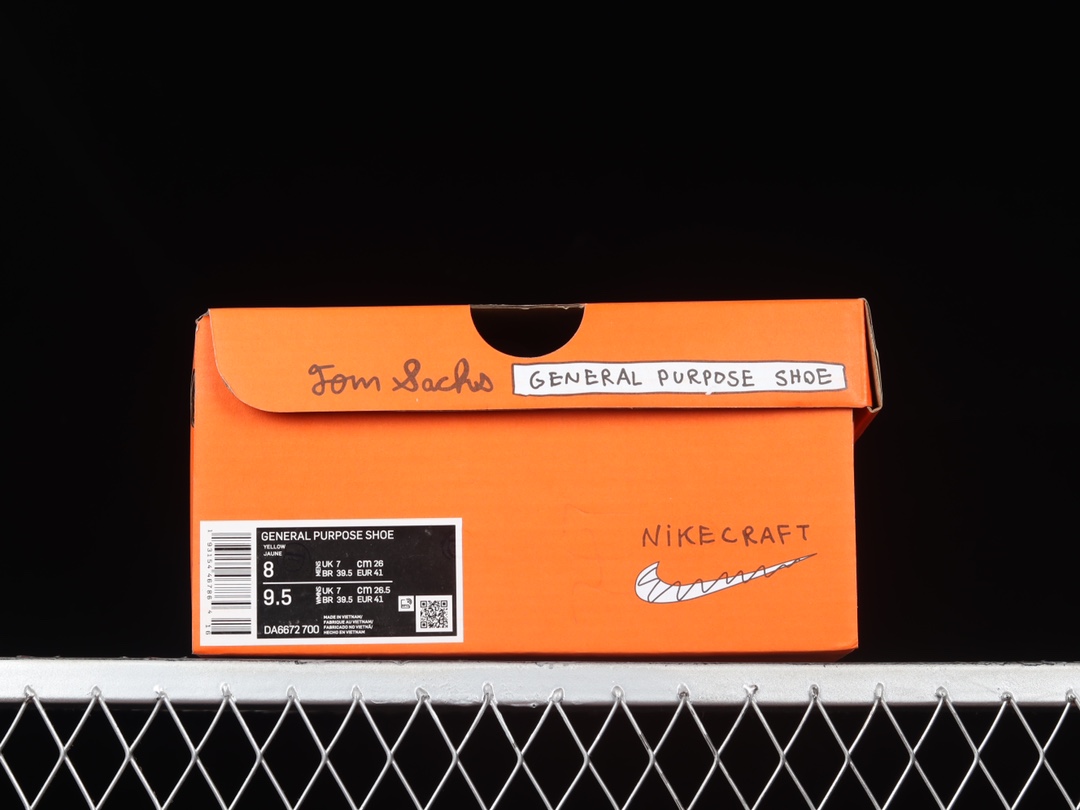 Tom Sachs GENERAL PURPOSE SHOE
NiKECRAFT
GENERAL PURPOSE SHOE
YELLOW
JAUNE
8 MENS UK 7 CM 26
BR 39.5 EUR 41
9.5 WMNS UK 7 CM 26.5
BR 39.5 EUR 41
MADE IN VIETNAM/
FABRIQUE AU VIETNAM/
FABRICADO NO VIETNÃ/
HECHO EN VIETNAM
DA6672 700